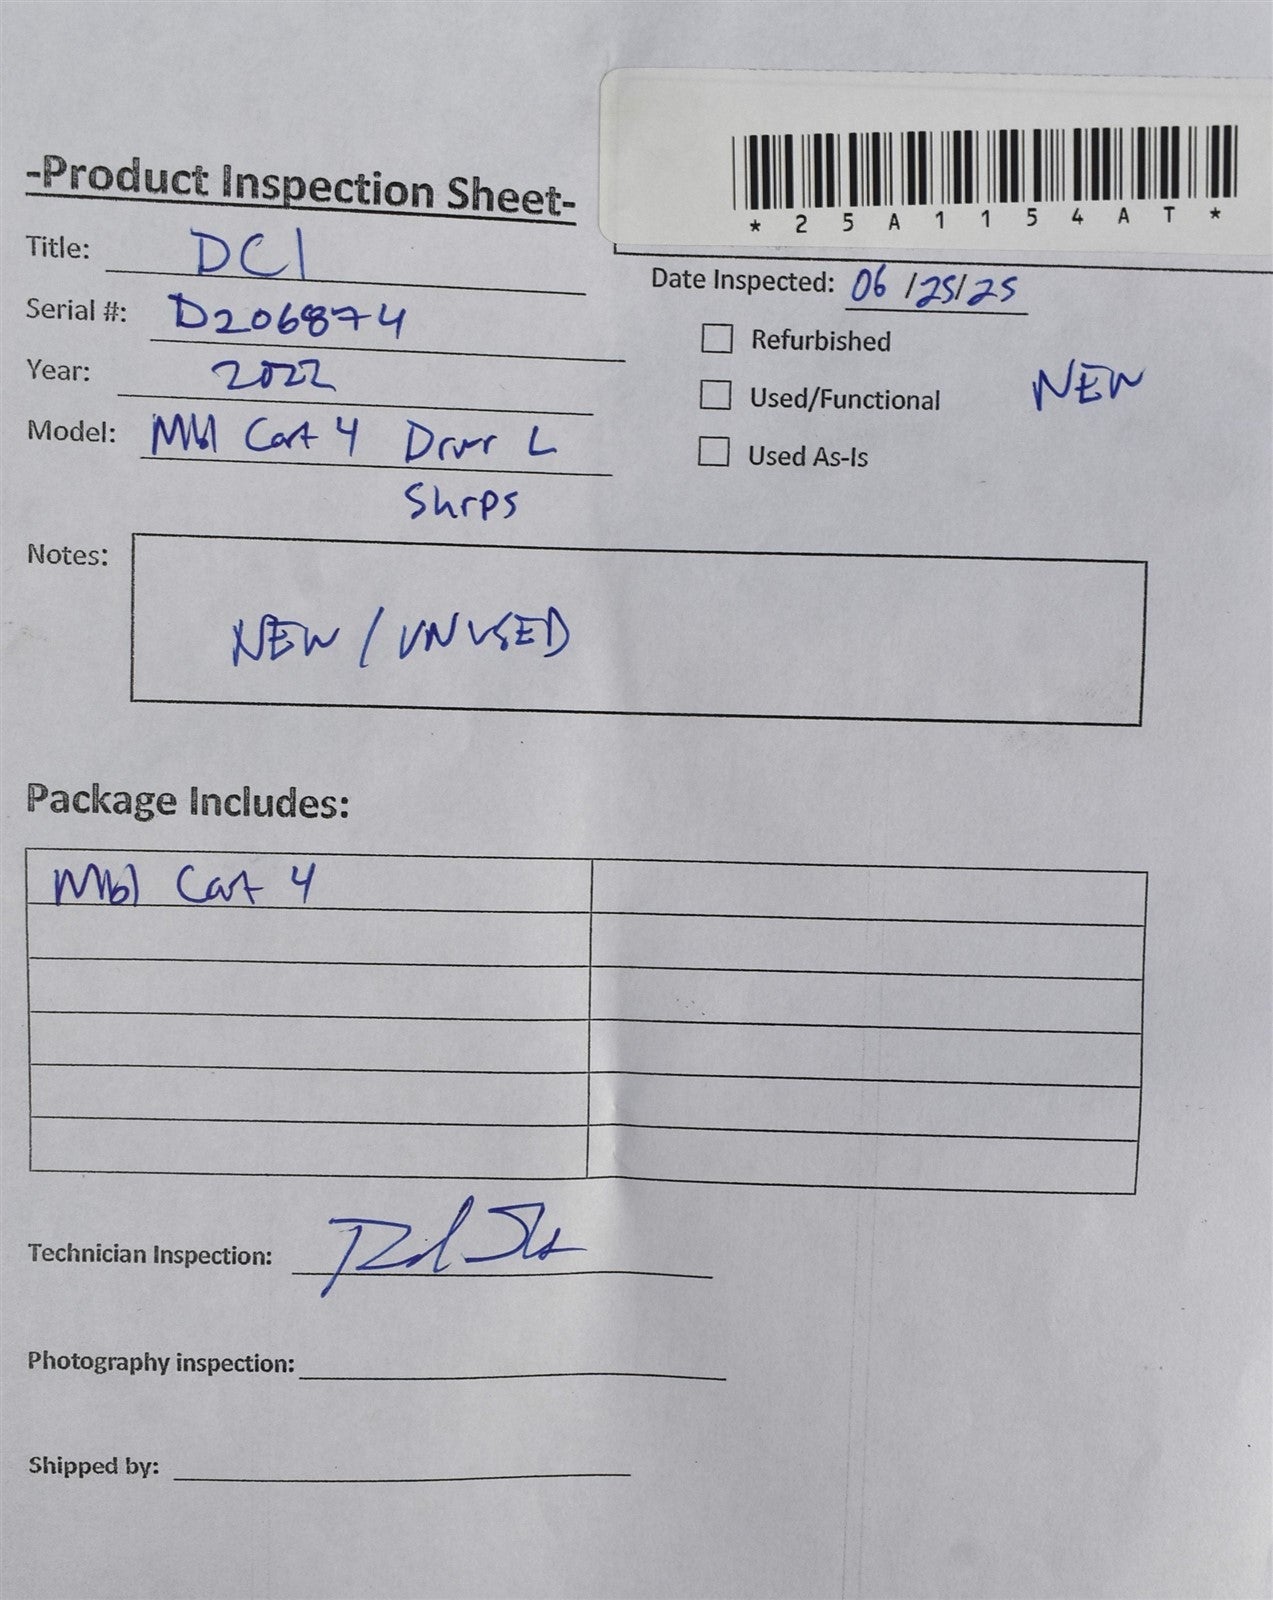 *25A1154AT*
-Product Inspection Sheet-
Title: DCI
Date Inspected: 06/25/25
Serial #: D206874
Refurbished
Year: 2022
Used/Functional NEW
Model: Mbl Cart 4 Drwr L
Used As-Is
Shrps
Notes:
NEW / UNUSED
Package Includes:
Mbl Cart 4
Technician Inspection:
Photography inspection:
Shipped by: